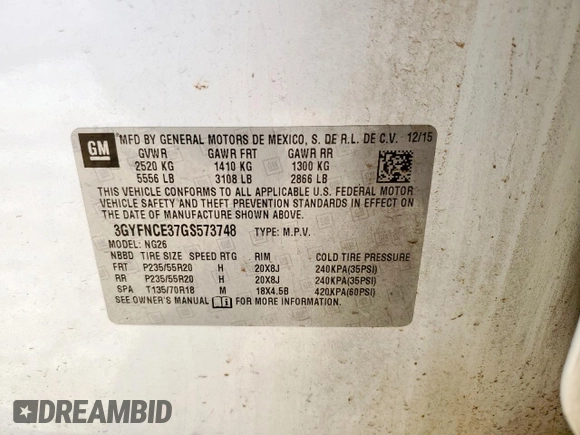 GM
MFD BY GENERAL MOTORS DE MEXICO, S. DE R.L. DE C.V. 12/15
GVWR GAWR FRT GAWR RR
2520 KG 1410 KG 1300 KG
5556 LB 3108 LB 2866 LB
THIS VEHICLE CONFORMS TO ALL APPLICABLE U.S. FEDERAL MOTOR
VEHICLE SAFETY AND THEFT PREVENTION STANDARDS IN EFFECT ON
THE DATE OF MANUFACTURE SHOWN ABOVE.
3GYFNCE37GS573748 TYPE: M.P.V.
MODEL: NG26
NBBD TIRE SIZE SPEED RTG RIM COLD TIRE PRESSURE
FRT P235/55R20 H 20X8J 240KPA(35PSI)
RR P235/55R20 H 20X8J 240KPA(35PSI)
SPA T135/70R18 M 18X4.5B 420KPA(60PSI)
SEE OWNER'S MANUAL FOR MORE INFORMATION.
DREAMBID